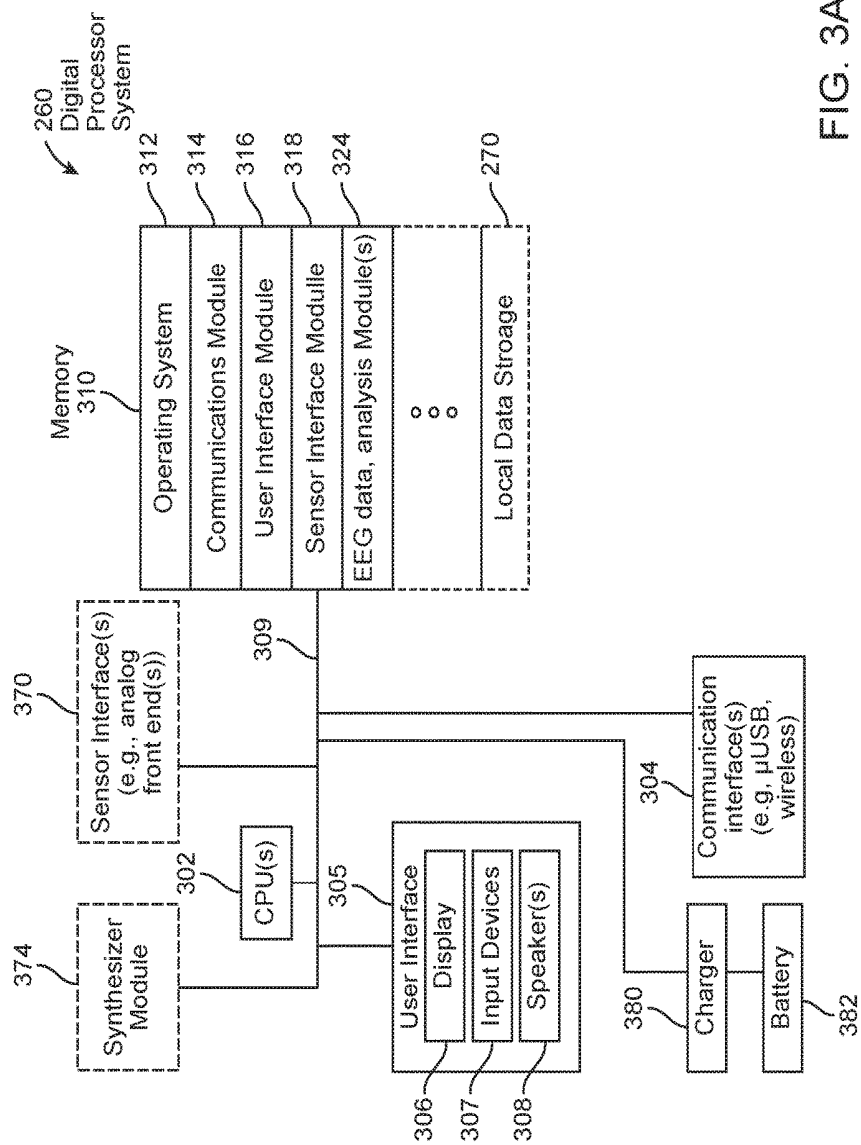 260
Digital
Processor
System
Memory
310
Operating System
312
Communications Module
314
User Interface Module
316
Sensor Interface Modulle
318
EEG data, analysis Module(s)
324
Local Data Stroage
270
374
Synthesizer
Module
370
Sensor Interface(s)
(e.g., analog
front end(s))
302
CPU(s)
309
305
User Interface
Display
306
Input Devices
307
Speaker(s)
308
304
Communication
interface(s)
(e.g, µUSB,
wireless)
380
Charger
Battery
382
FIG. 3A